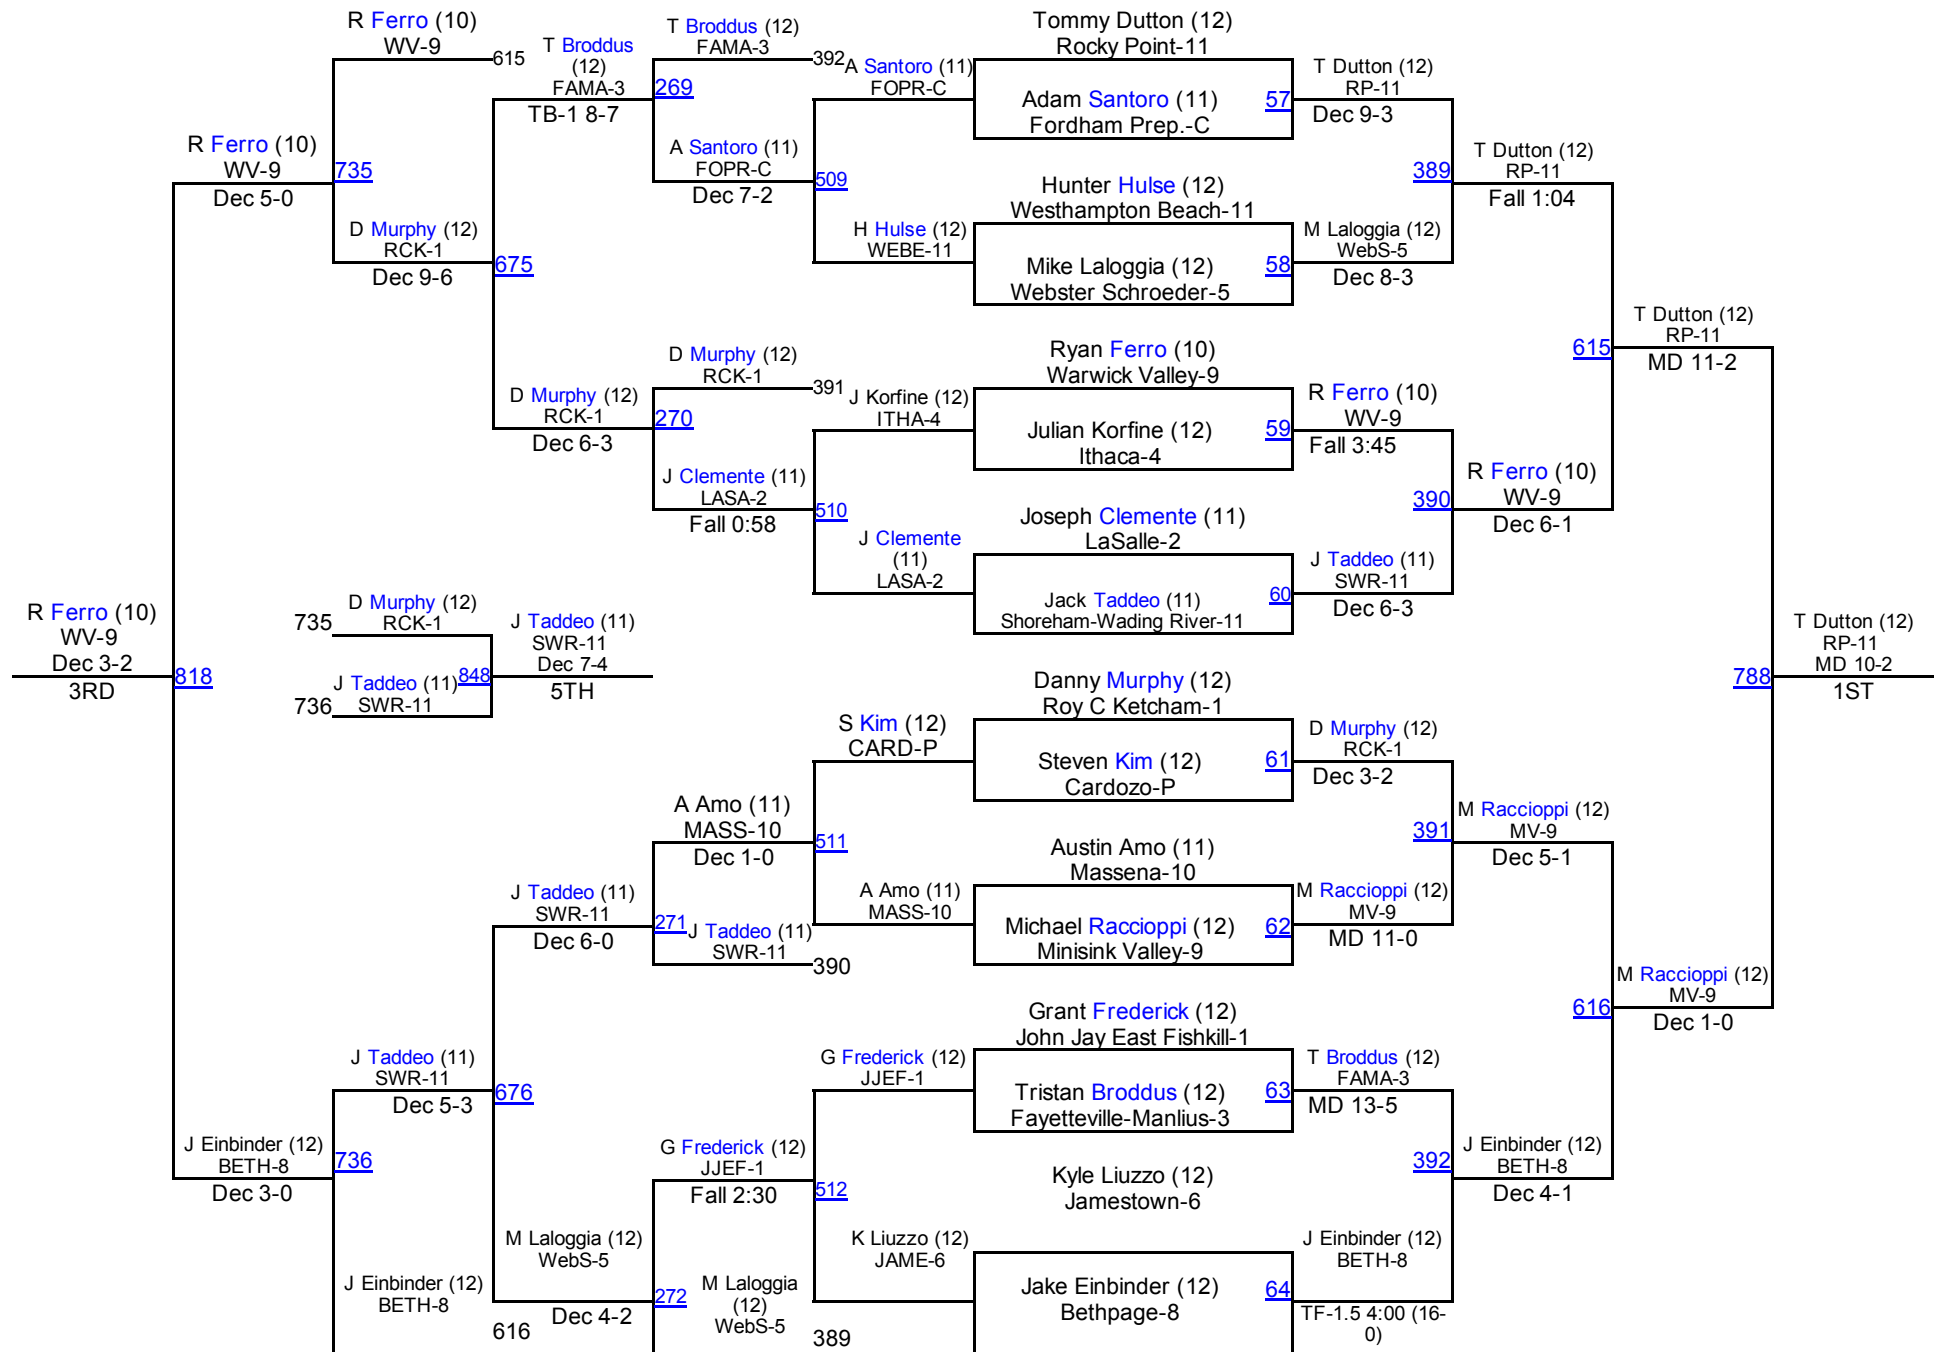 R Ferro (10)
WV-9
615
R Ferro (10)
WV-9
Dec 5-0
735
D Murphy (12)
RCK-1
Dec 9-6
T Broddus
(12)
FAMA-3
TB-1 8-7
675
D Murphy (12)
RCK-1
Dec 6-3
T Broddus (12)
FAMA-3
392
269
A Santoro (11)
FOPR-C
Dec 7-2
D Murphy (12)
RCK-1
391
270
J Clemente (11)
LASA-2
Fall 0:58
A Santoro (11)
FOPR-C
509
H Hulse (12)
WEBE-11
J Korfine (12)
ITHA-4
510
J Clemente
(11)
LASA-2
Tommy Dutton (12)
Rocky Point-11
Adam Santoro (11)
Fordham Prep.-C
57
Hunter Hulse (12)
Westhampton Beach-11
Mike Laloggia (12)
Webster Schroeder-5
58
Ryan Ferro (10)
Warwick Valley-9
Julian Korfine (12)
Ithaca-4
59
Joseph Clemente (11)
LaSalle-2
Jack Taddeo (11)
Shoreham-Wading River-11
60
T Dutton (12)
RP-11
Dec 9-3
389
M Laloggia (12)
WebS-5
Dec 8-3
R Ferro (10)
WV-9
Fall 3:45
390
J Taddeo (11)
SWR-11
Dec 6-3
T Dutton (12)
RP-11
Fall 1:04
615
R Ferro (10)
WV-9
Dec 6-1
T Dutton (12)
RP-11
MD 11-2
R Ferro (10)
WV-9
Dec 3-2
3RD
818
735
D Murphy (12)
RCK-1
736
J Taddeo (11)
SWR-11
848
J Taddeo (11)
SWR-11
Dec 7-4
5TH
788
T Dutton (12)
RP-11
MD 10-2
1ST
J Einbinder (12)
BETH-8
Dec 3-0
J Taddeo (11)
SWR-11
Dec 5-3
736
J Einbinder (12)
BETH-8
616
J Taddeo (11)
SWR-11
Dec 6-0
676
M Laloggia (12)
WebS-5
Dec 4-2
A Amo (11)
MASS-10
Dec 1-0
271
J Taddeo (11)
SWR-11
390
G Frederick (12)
JJEF-1
Fall 2:30
272
M Laloggia
(12)
WebS-5
389
S Kim (12)
CARD-P
511
A Amo (11)
MASS-10
G Frederick (12)
JJEF-1
512
K Liuzzo (12)
JAME-6
Danny Murphy (12)
Roy C Ketcham-1
Steven Kim (12)
Cardozo-P
61
Austin Amo (11)
Massena-10
Michael Raccioppi (12)
Minisink Valley-9
62
Grant Frederick (12)
John Jay East Fishkill-1
Tristan Broddus (12)
Fayetteville-Manlius-3
63
Kyle Liuzzo (12)
Jamestown-6
Jake Einbinder (12)
Bethpage-8
64
D Murphy (12)
RCK-1
Dec 3-2
391
M Raccioppi (12)
MV-9
MD 11-0
T Broddus (12)
FAMA-3
MD 13-5
392
J Einbinder (12)
BETH-8
TF-1.5 4:00 (16-
0)
M Raccioppi (12)
MV-9
Dec 5-1
616
J Einbinder (12)
BETH-8
Dec 4-1
M Raccioppi (12)
MV-9
Dec 1-0